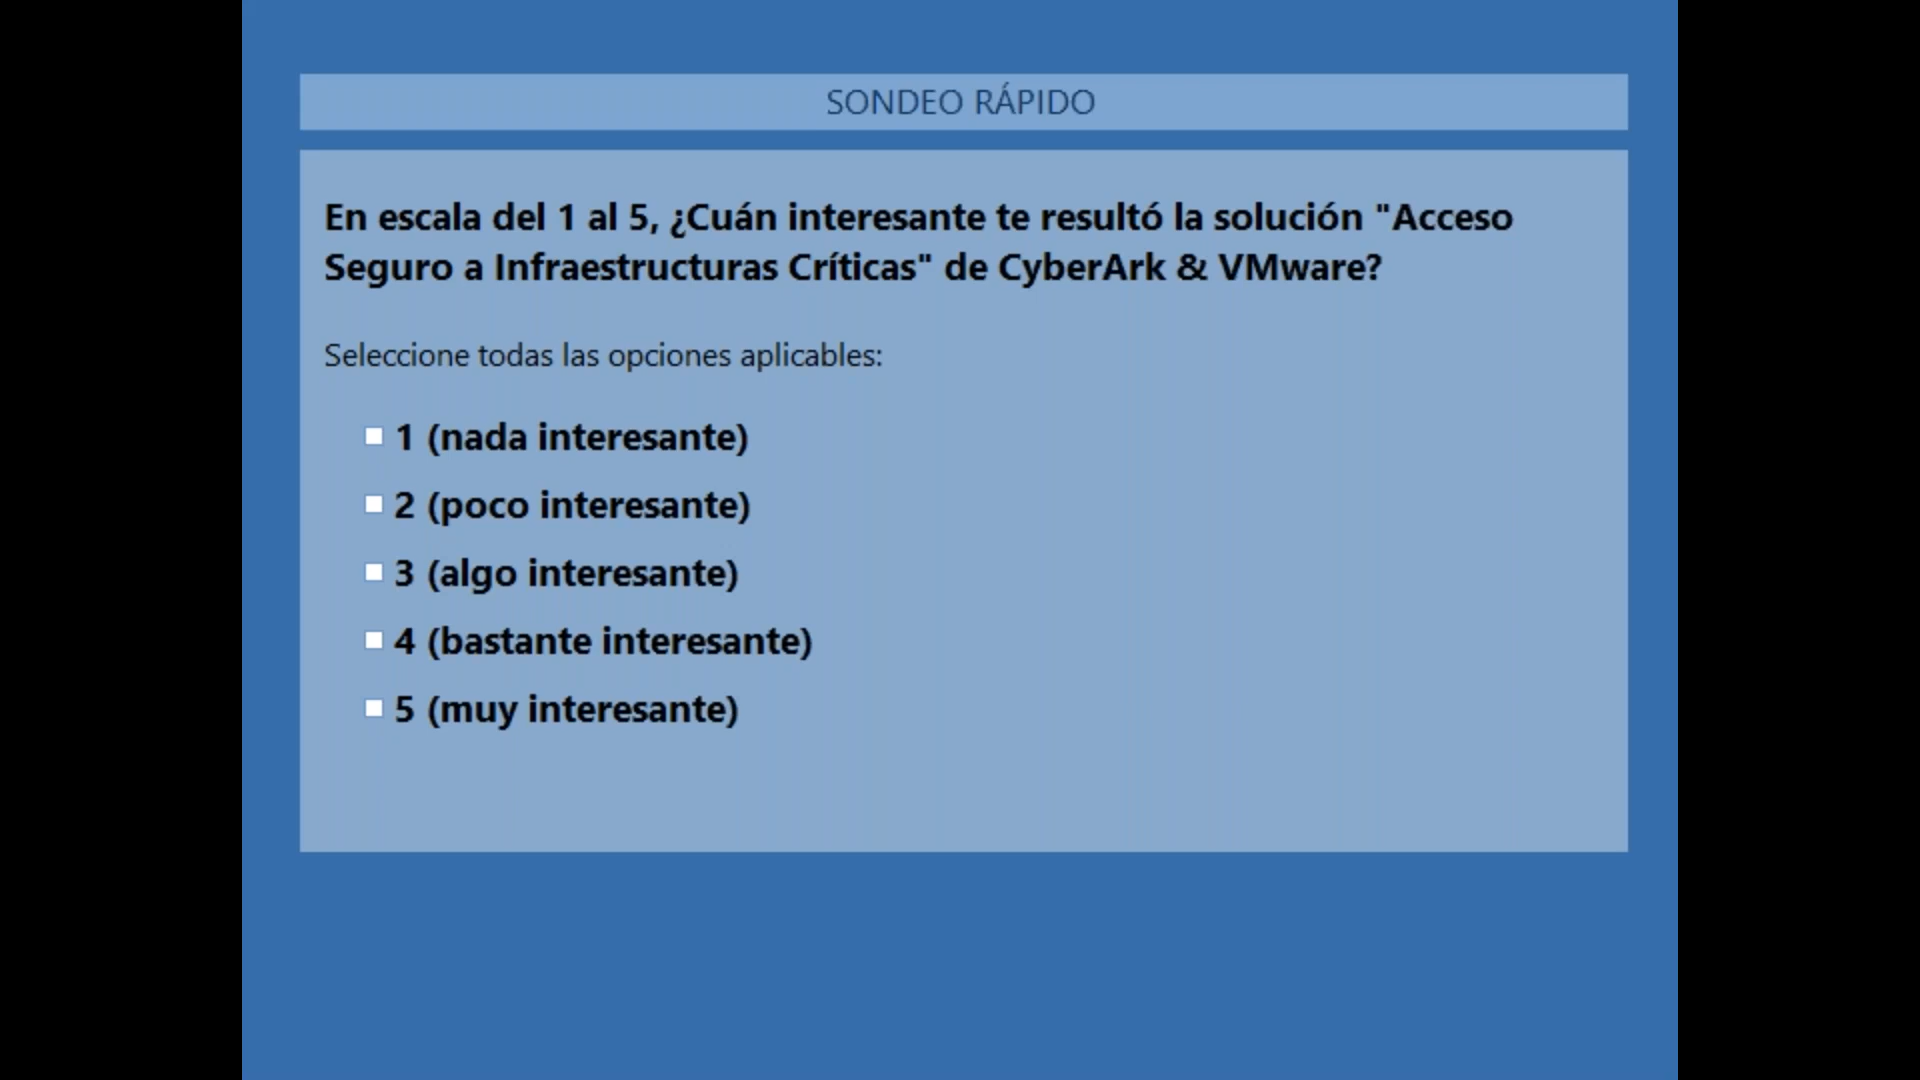 SONDEO RÁPIDO
En escala del 1 al 5, ¿Cuán interesante te resultó la solución "Acceso
Seguro a Infraestructuras Críticas" de CyberArk & VMware?
Seleccione todas las opciones aplicables:
1 (nada interesante)
2 (poco interesante)
3 (algo interesante)
4 (bastante interesante)
5 (muy interesante)